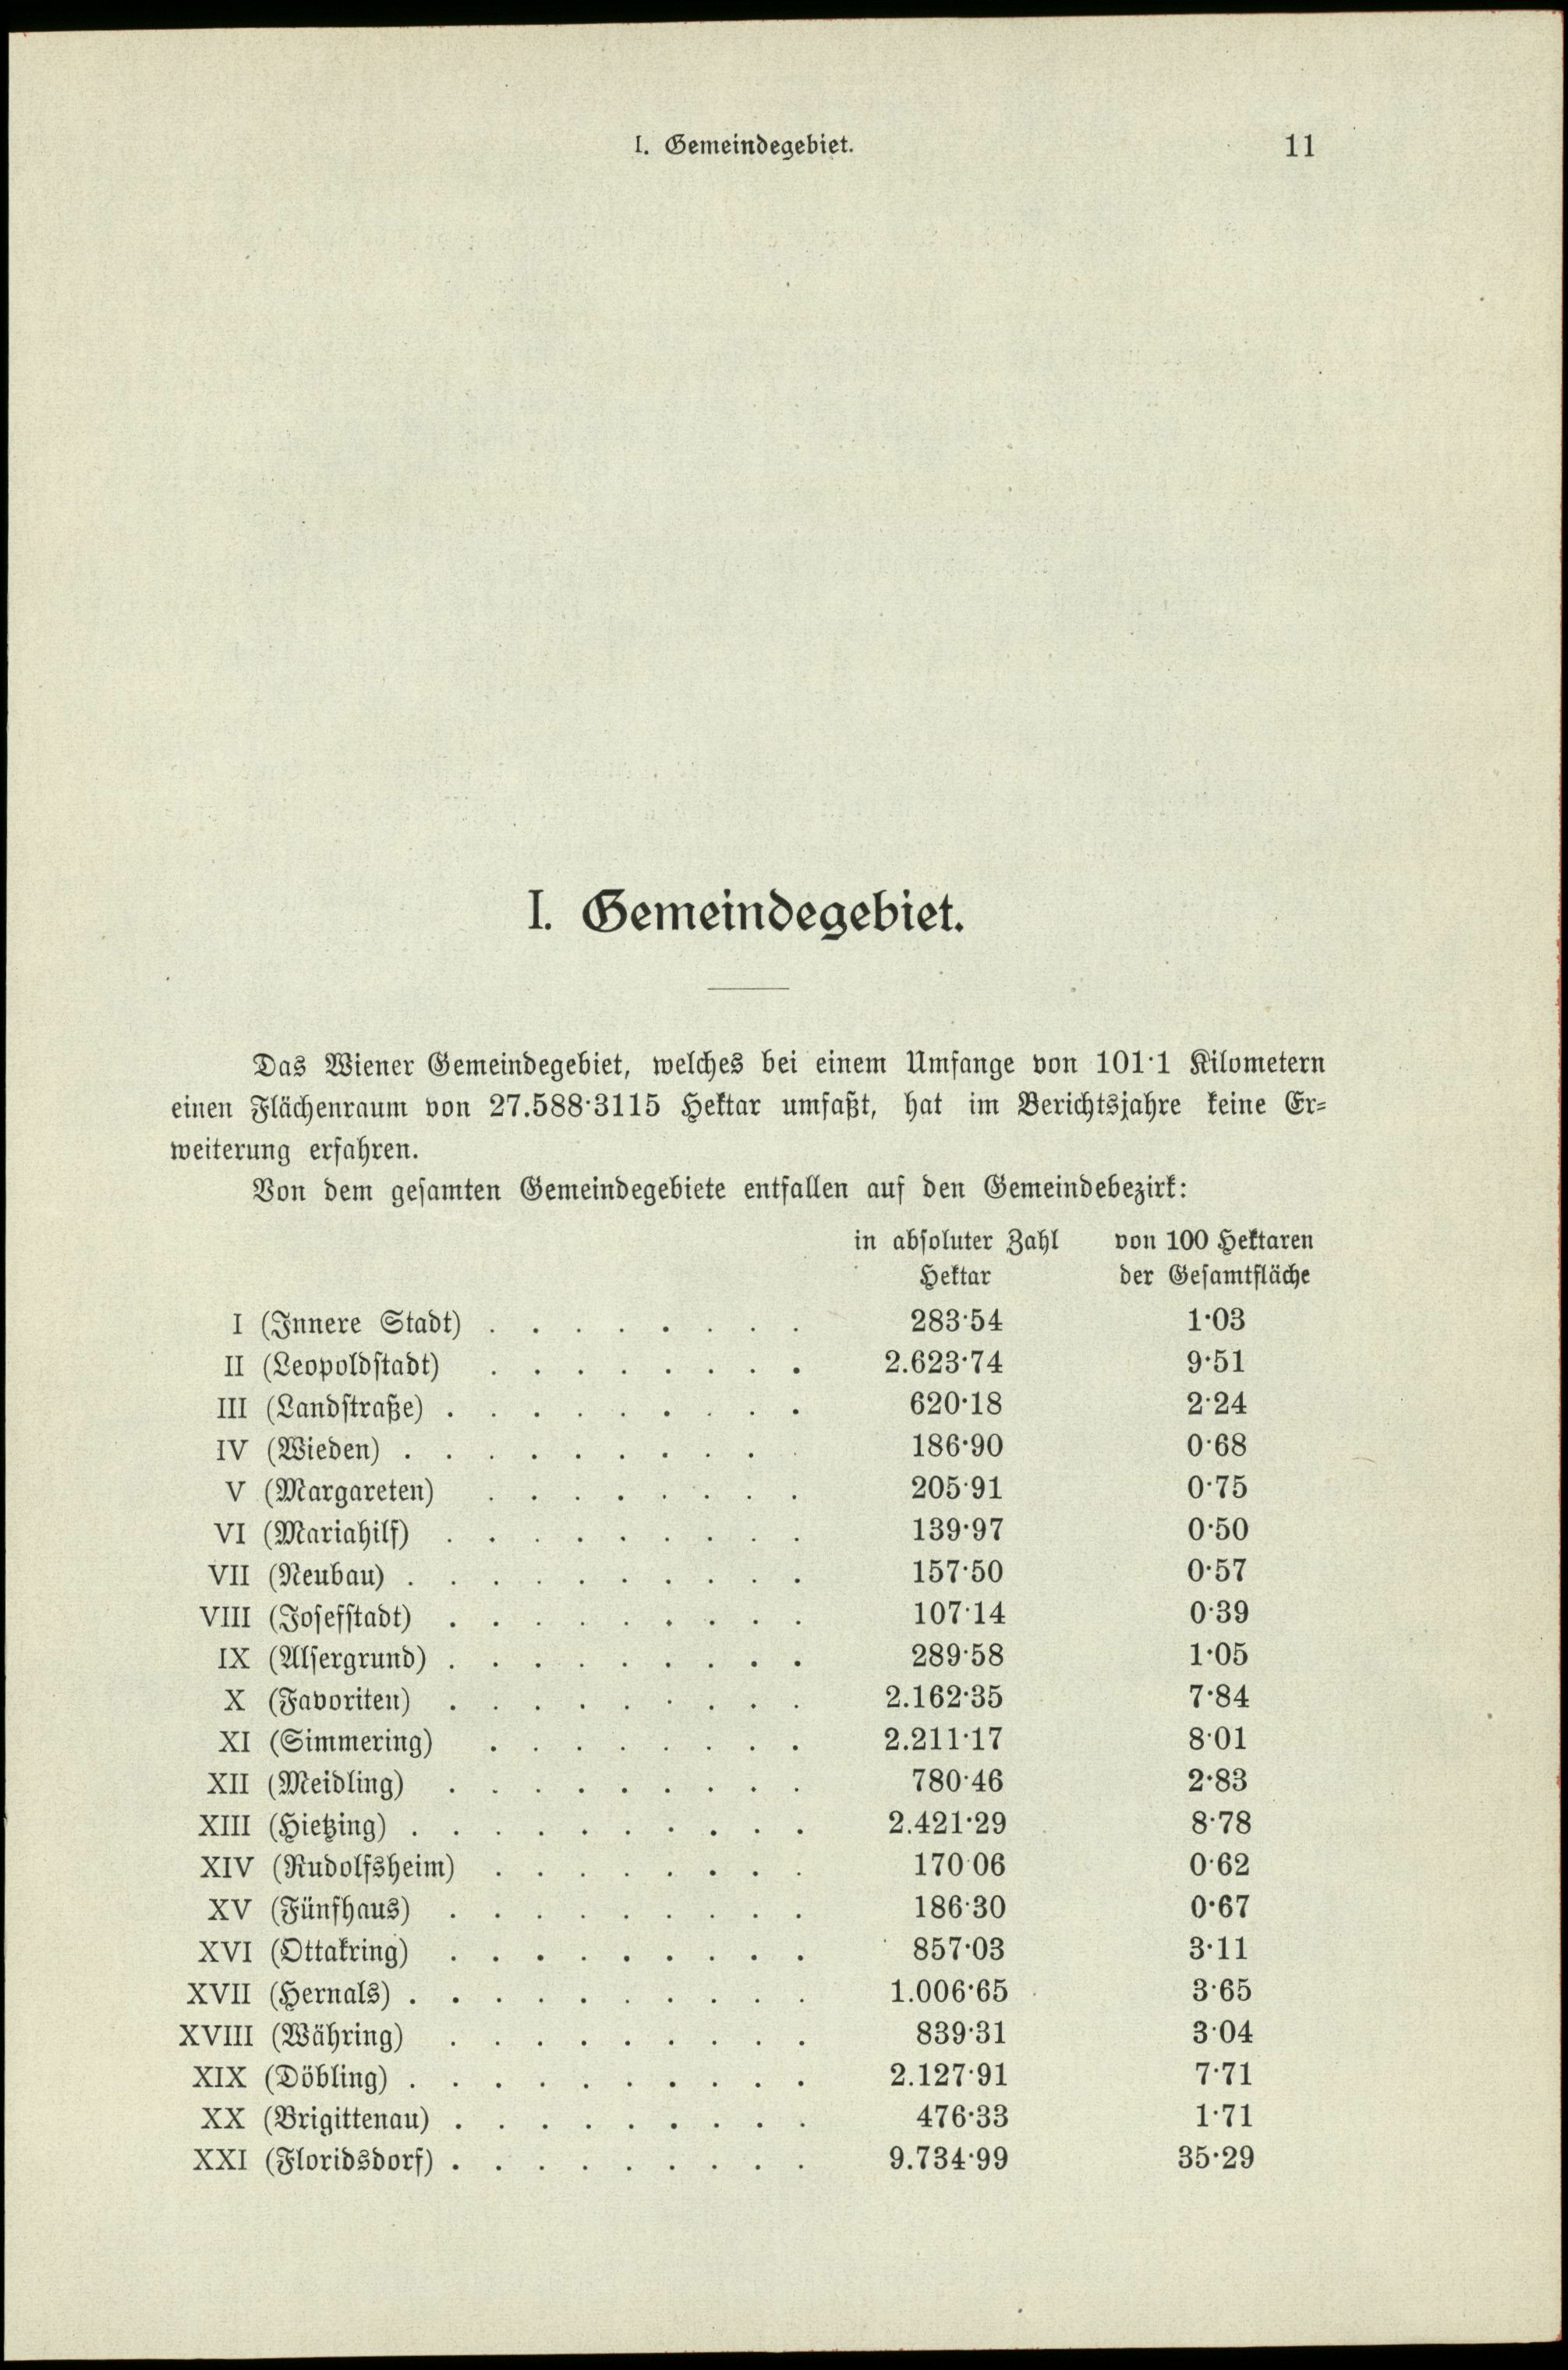 I. Gemeindegebiet. 11
I. Gemeindegebiet.
Das Wiener Gemeindegebiet, welches bei einem Umfange von 101·1 Kilometern
einen Flächenraum von 27.588·3115 Hektar umfaßt, hat im Berichtsjahre keine Er-
weiterung erfahren.
Von dem gesamten Gemeindegebiete entfallen auf den Gemeindebezirk:
in absoluter Zahl von 100 Hektaren
Hektar der Gesamtfläche
I (Innere Stadt) . . . . . . . . 283·54 1·03
II (Leopoldstadt) . . . . . . . . 2.623·74 9·51
III (Landstraße) . . . . . . . . . 620·18 2·24
IV (Wieden) . . . . . . . . . 186·90 0·68
V (Margareten) . . . . . . . . 205·91 0·75
VI (Mariahilf) . . . . . . . . . 139·97 0·50
VII (Neubau) . . . . . . . . . . 157·50 0·57
VIII (Josefstadt) . . . . . . . . . 107·14 0·39
IX (Alsergrund) . . . . . . . . . 289·58 1·05
X (Favoriten) . . . . . . . . . 2.162·35 7·84
XI (Simmering) . . . . . . . . 2.211·17 8·01
XII (Meidling) . . . . . . . . . 780·46 2·83
XIII (Hietzing) . . . . . . . . . . 2.421·29 8·78
XIV (Rudolfsheim) . . . . . . . . 170·06 0·62
XV (Fünfhaus) . . . . . . . . . 186·30 0·67
XVI (Ottakring) . . . . . . . . . 857·03 3·11
XVII (Hernals) . . . . . . . . . . 1.006·65 3·65
XVIII (Währing) . . . . . . . . . 839·31 3·04
XIX (Döbling) . . . . . . . . . . 2.127·91 7·71
XX (Brigittenau) . . . . . . . . . 476·33 1·71
XXI (Floridsdorf) . . . . . . . . . 9.734·99 35·29